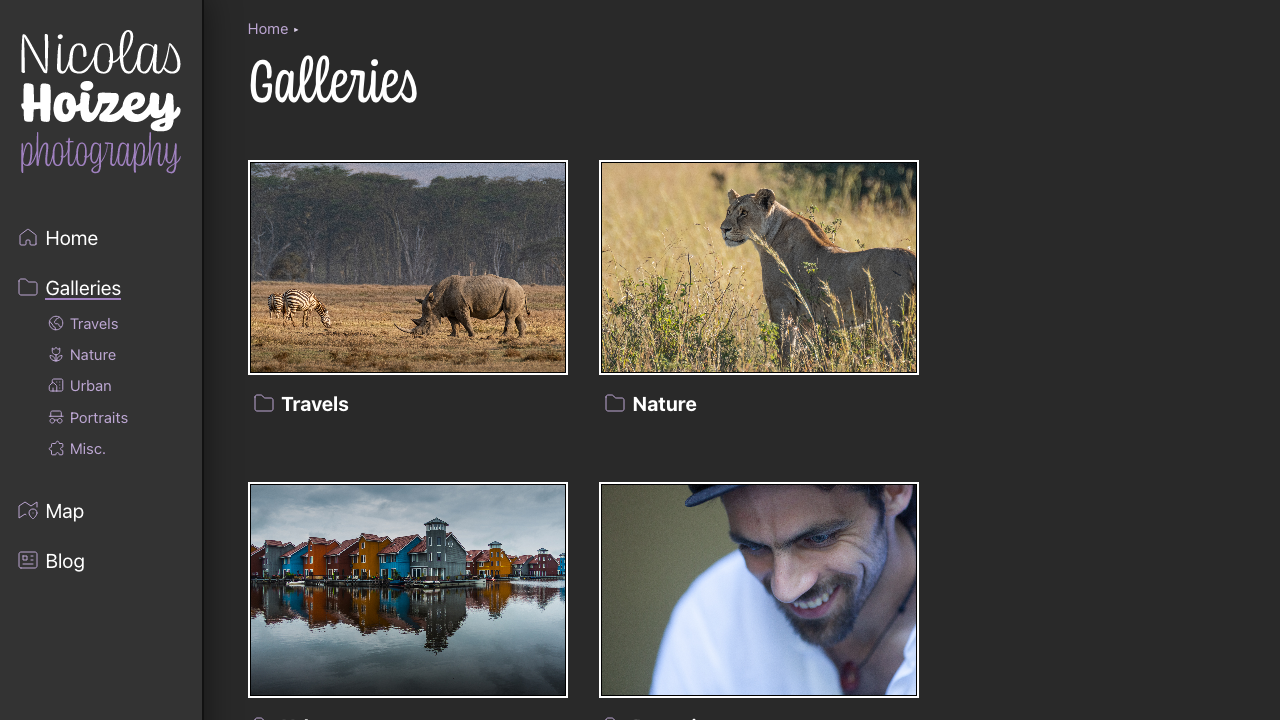 Nicolas
Hoizey
photography
Home
Galleries
Travels
Nature
Urban
Portraits
Misc.
Map
Blog
Home ▸
Galleries
Travels
Nature